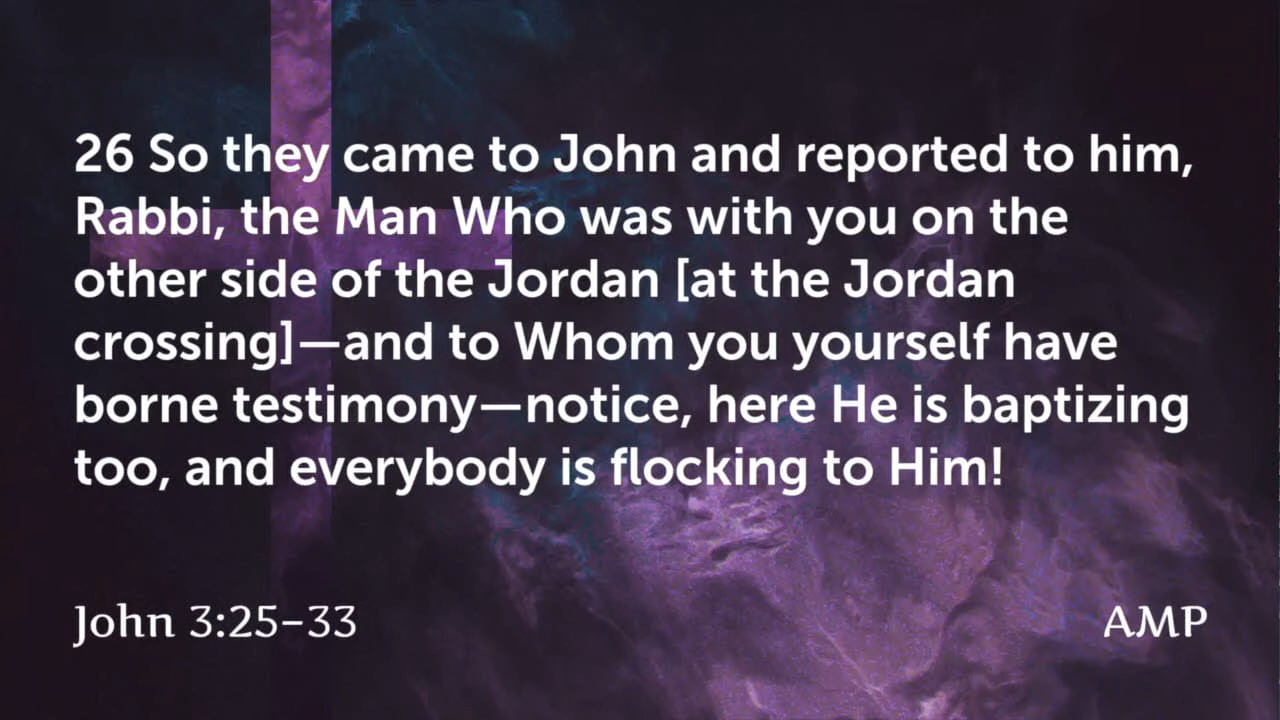 26 So they came to John and reported to him,
Rabbi, the Man Who was with you on the
other side of the Jordan [at the Jordan
crossing]—and to Whom you yourself have
borne testimony—notice, here He is baptizing
too, and everybody is flocking to Him!
John 3:25–33
AMP